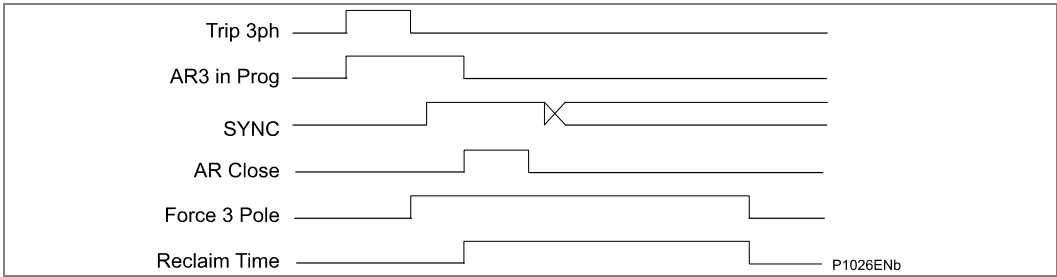 Trip 3ph
AR3 in Prog
SYNC
AR Close
Force 3 Pole
Reclaim Time
P1026ENb